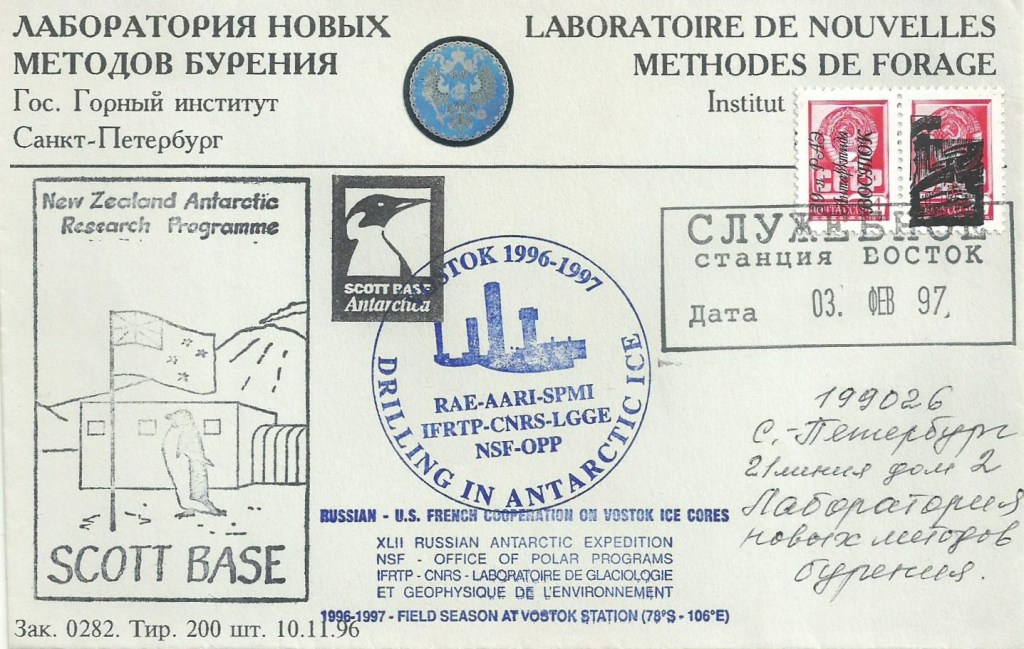 ЛАБОРАТОРИЯ НОВЫХ
МЕТОДОВ БУРЕНИЯ
Гос. Горный институт
Санкт-Петербург
LABORATOIRE DE NOUVELLES
METHODES DE FORAGE
Institut
ВОСТОК
СЛУЖЕБНОЕ
станция ВОСТОК
Дата 03. ФЕВ 97
New Zealand Antarctic
Research Programme
SCOTT BASE
SCOTT BASE
Antarctica
VOSTOK 1996-1997
RAE-AARI-SPMI
IFRTP-CNRS-LGGE
NSF-OPP
DRILLING IN ANTARCTIC ICE
RUSSIAN - U.S. FRENCH COOPERATION ON VOSTOK ICE CORES
XLII RUSSIAN ANTARCTIC EXPEDITION
NSF - OFFICE OF POLAR PROGRAMS
IFRTP - CNRS - LABORATOIRE DE GLACIOLOGIE
ET GEOPHYSIQUE DE L'ENVIRONNEMENT
1996-1997 - FIELD SEASON AT VOSTOK STATION (78°S - 106°E)
199026
С.-Петербург
21 линия дом 2
Лаборатория
новых методов
бурения.
Зак. 0282. Тир. 200 шт. 10.11.96